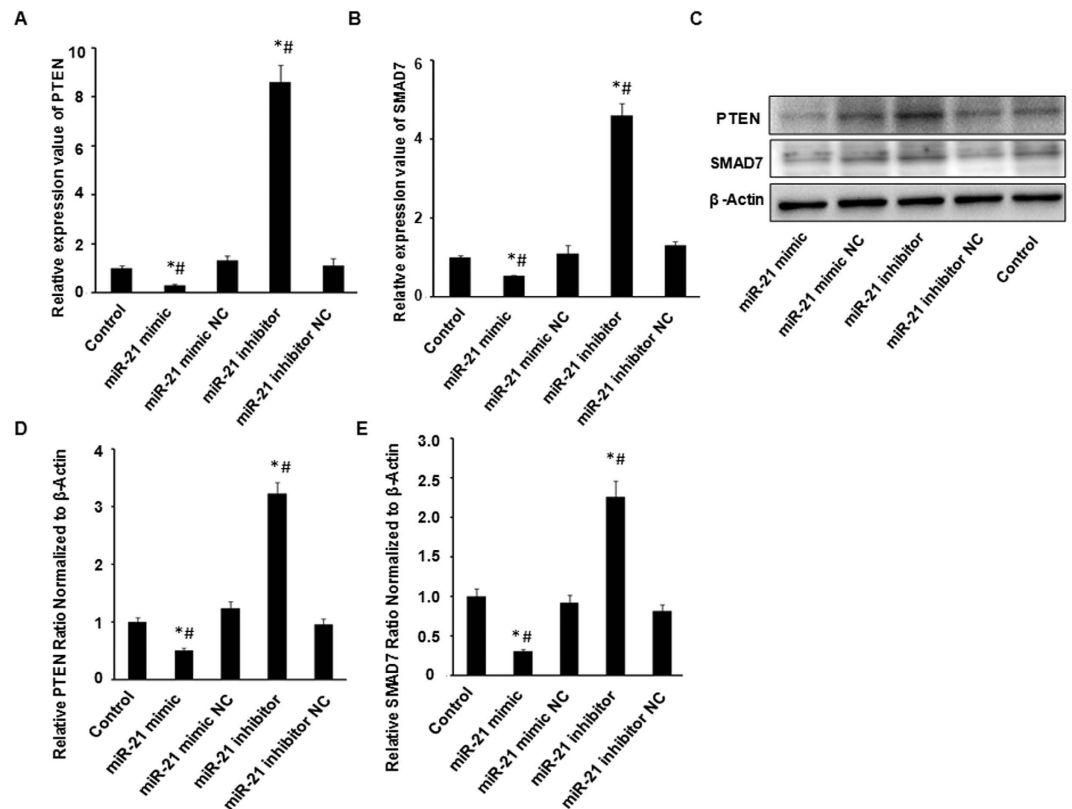 A
Relative expression value of PTEN
10
8
6
4
2
0
*#
*#
Control
miR-21 mimic
miR-21 mimic NC
miR-21 inhibitor
miR-21 inhibitor NC
B
Relative expression value of SMAD7
6
4
2
0
*#
*#
Control
miR-21 mimic
miR-21 mimic NC
miR-21 inhibitor
miR-21 inhibitor NC
C
PTEN
SMAD7
β -Actin
miR-21 mimic
miR-21 mimic NC
miR-21 inhibitor
miR-21 inhibitor NC
Control
D
Relative PTEN Ratio Normalized to β-Actin
4
3
2
1
0
*#
*#
Control
miR-21 mimic
miR-21 mimic NC
miR-21 inhibitor
miR-21 inhibitor NC
E
Relative SMAD7 Ratio Normalized to β-Actin
3.0
2.5
2.0
1.5
1.0
0.5
0
*#
*#
Control
miR-21 mimic
miR-21 mimic NC
miR-21 inhibitor
miR-21 inhibitor NC